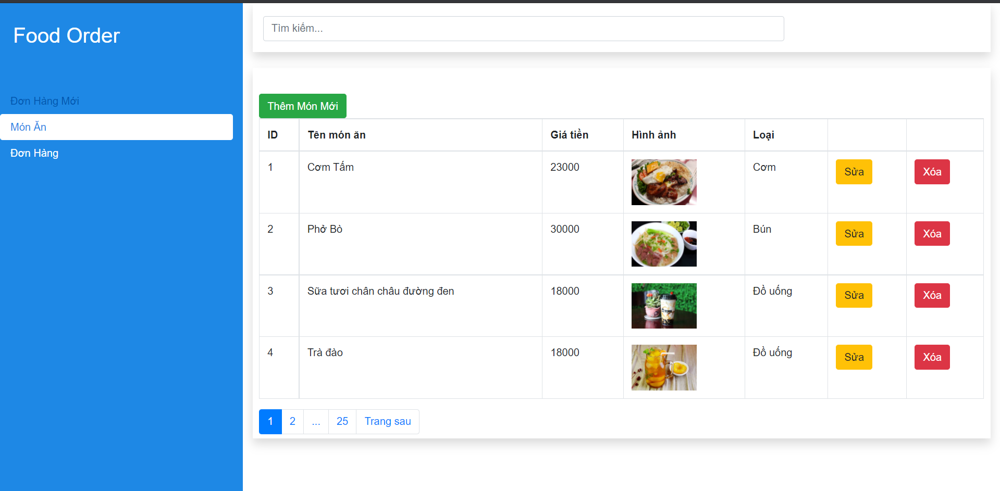 Food Order
Đơn Hàng Mới
Món Ăn
Đơn Hàng
Tìm kiếm...
Thêm Món Mới
ID Tên món ăn Giá tiền Hình ảnh Loại
1 Cơm Tấm 23000 Cơm Sửa Xóa
2 Phở Bò 30000 Bún Sửa Xóa
3 Sữa tươi chân châu đường đen 18000 Đồ uống Sửa Xóa
4 Trà đào 18000 Đồ uống Sửa Xóa
1 2 ... 25 Trang sau